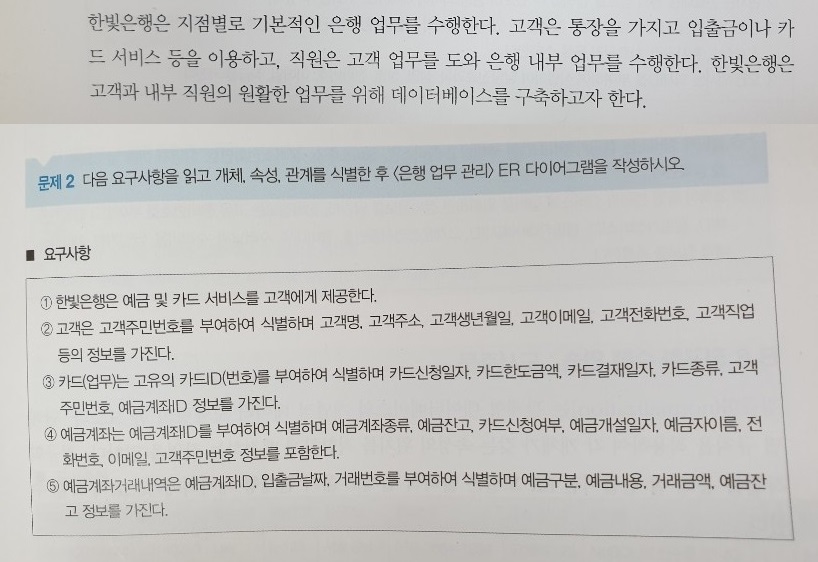 한빛은행은 지점별로 기본적인 은행 업무를 수행한다. 고객은 통장을 가지고 입출금이나 카
드 서비스 등을 이용하고, 직원은 고객 업무를 도와 은행 내부 업무를 수행한다. 한빛은행은
고객과 내부 직원의 원활한 업무를 위해 데이터베이스를 구축하고자 한다.
문제 2 다음 요구사항을 읽고 개체, 속성, 관계를 식별한 후 <은행 업무 관리> ER 다이어그램을 작성하시오.
■ 요구사항
① 한빛은행은 예금 및 카드 서비스를 고객에게 제공한다.
② 고객은 고객주민번호를 부여하여 식별하며 고객명, 고객주소, 고객생년월일, 고객이메일, 고객전화번호, 고객직업
등의 정보를 가진다.
③ 카드(업무)는 고유의 카드ID(번호)를 부여하여 식별하며 카드신청일자, 카드한도금액, 카드결재일자, 카드종류, 고객
주민번호, 예금계좌ID 정보를 가진다.
④ 예금계좌는 예금계좌ID를 부여하여 식별하며 예금계좌종류, 예금잔고, 카드신청여부, 예금개설일자, 예금자이름, 전
화번호, 이메일, 고객주민번호 정보를 포함한다.
⑤ 예금계좌거래내역은 예금계좌ID, 입출금날짜, 거래번호를 부여하여 식별하며 예금구분, 예금내용, 거래금액, 예금잔
고 정보를 가진다.